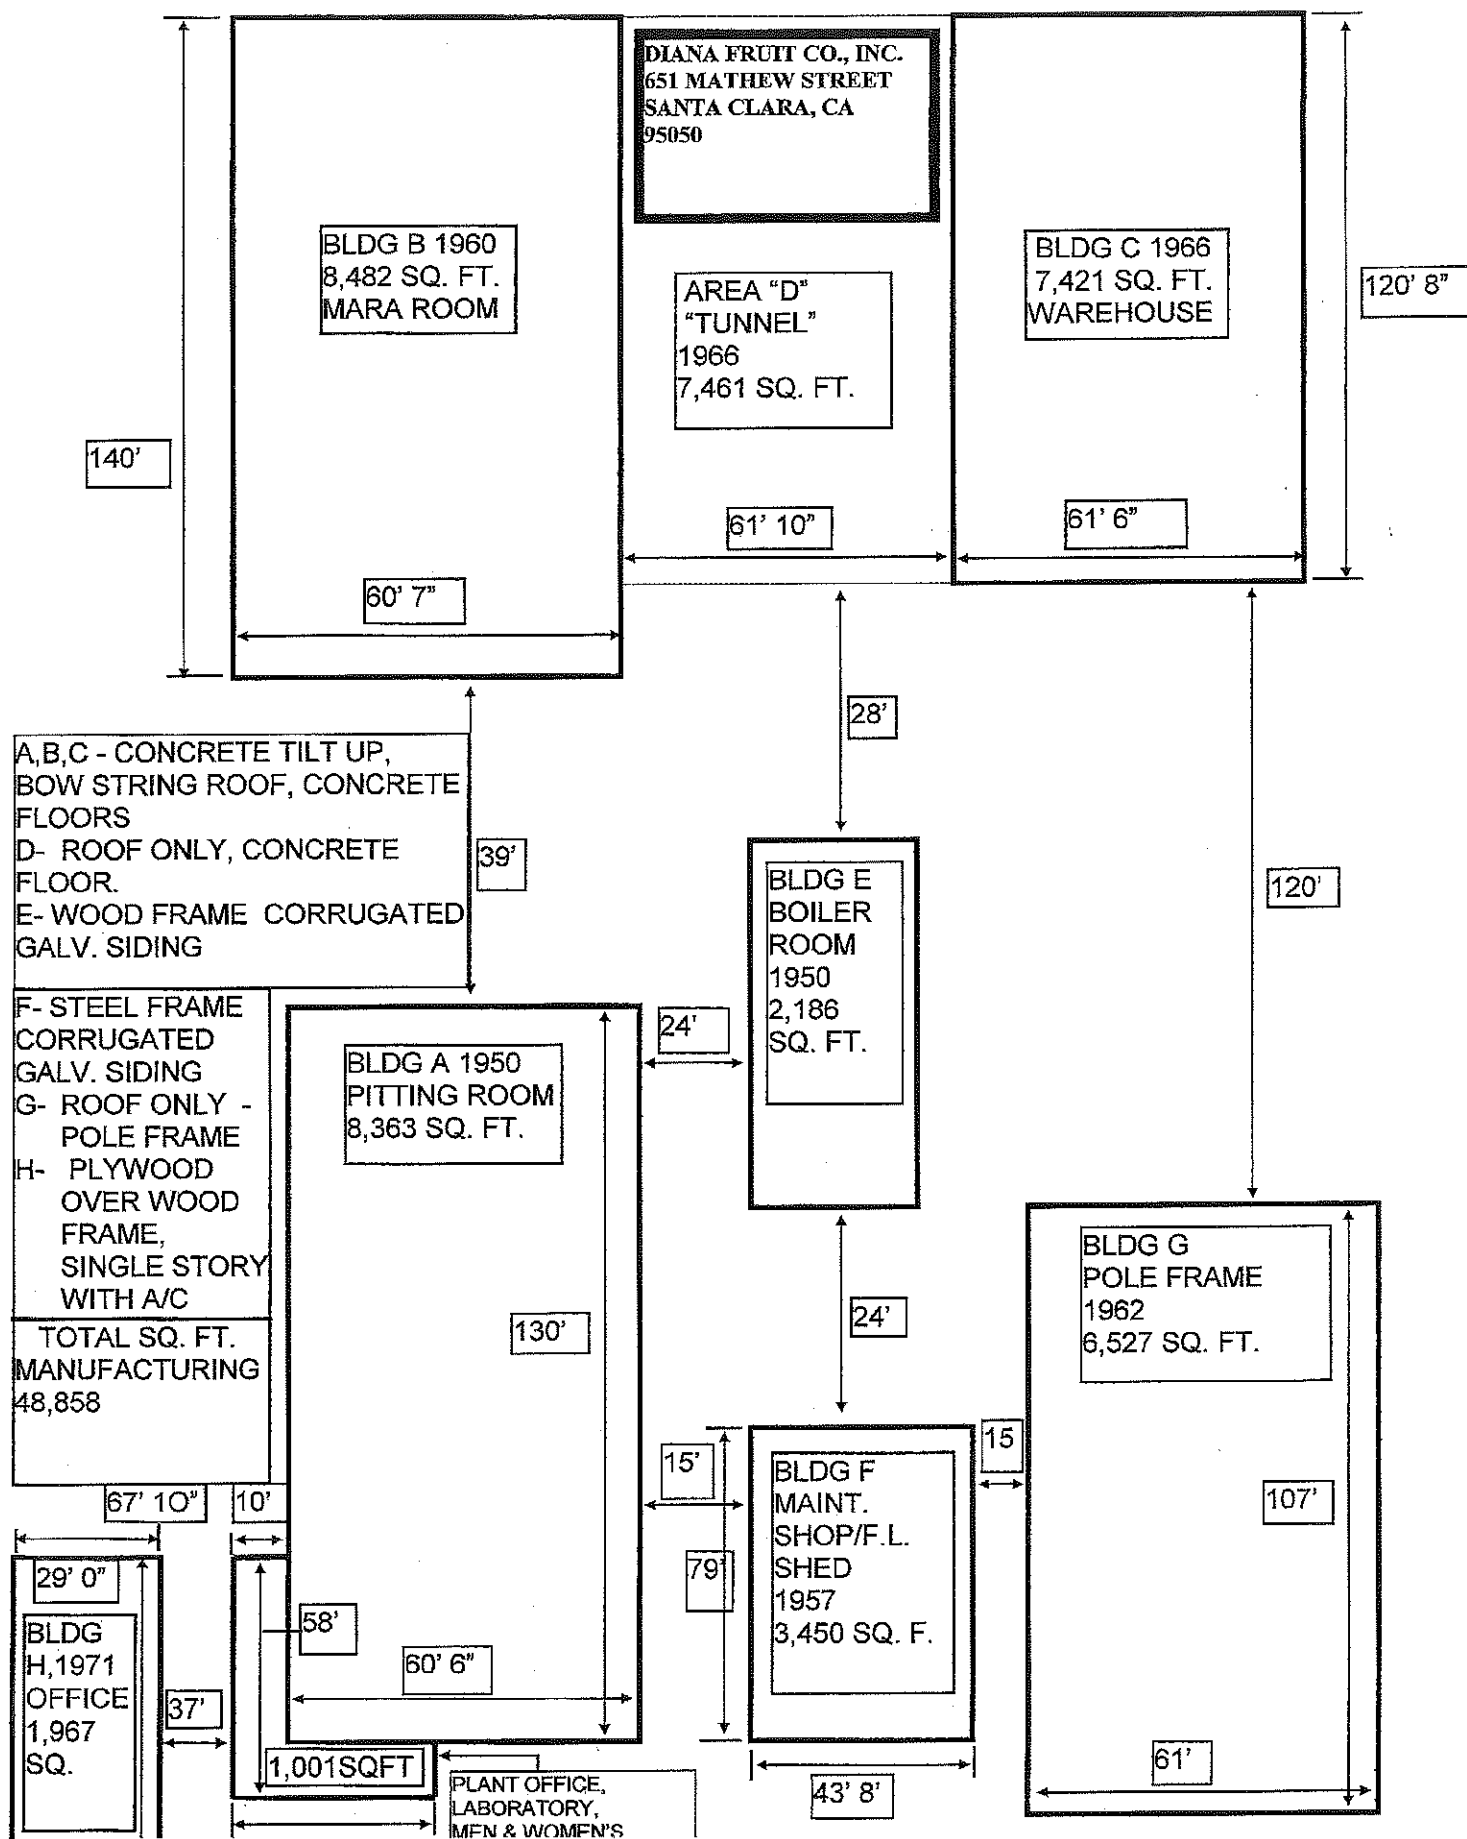 DIANA FRUIT CO., INC.
651 MATHEW STREET
SANTA CLARA, CA
95050
BLDG B 1960
8,482 SQ. FT.
MARA ROOM
AREA “D”
“TUNNEL”
1966
7,461 SQ. FT.
BLDG C 1966
7,421 SQ. FT.
WAREHOUSE
120' 8"
140'
61' 10"
61' 6"
60' 7"
28'
A,B,C - CONCRETE TILT UP,
BOW STRING ROOF, CONCRETE
FLOORS
D- ROOF ONLY, CONCRETE
FLOOR.
E- WOOD FRAME CORRUGATED
GALV. SIDING
39'
BLDG E
BOILER
ROOM
1950
2,186
SQ. FT.
120'
F- STEEL FRAME
CORRUGATED
GALV. SIDING
G- ROOF ONLY -
POLE FRAME
H- PLYWOOD
OVER WOOD
FRAME,
SINGLE STORY
WITH A/C
TOTAL SQ. FT.
MANUFACTURING
48,858
BLDG A 1950
PITTING ROOM
8,363 SQ. FT.
24'
130'
24'
BLDG G
POLE FRAME
1962
6,527 SQ. FT.
67' 1O"
10'
15'
BLDG F
MAINT.
SHOP/F.L.
SHED
1957
3,450 SQ. F.
15
107'
79'
29' 0"
BLDG
H,1971
OFFICE
1,967
SQ.
37'
58'
60' 6"
1,001SQFT
PLANT OFFICE,
LABORATORY,
MEN & WOMEN'S
43' 8'
61'